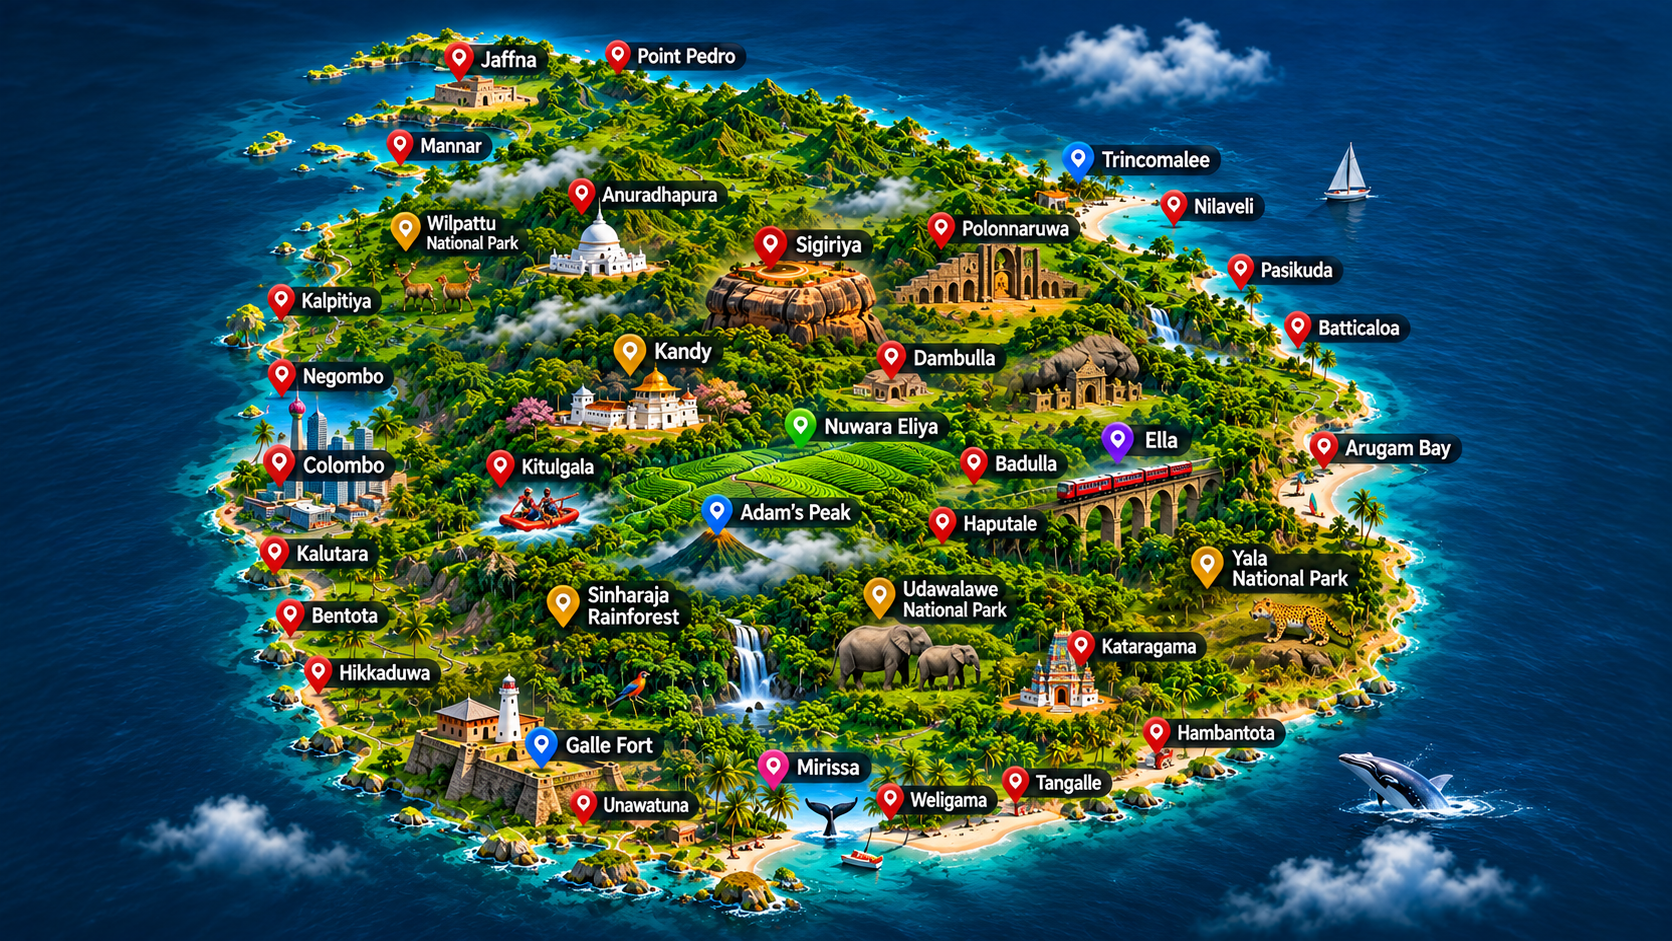 Jaffna
Point Pedro
Mannar
Trincomalee
Anuradhapura
Nilaveli
Wilpattu
National Park
Polonnaruwa
Sigiriya
Pasikuda
Kalpitiya
Batticaloa
Kandy
Dambulla
Negombo
Nuwara Eliya
Ella
Arugam Bay
Colombo
Kitulgala
Badulla
Adam's Peak
Haputale
Kalutara
Yala
National Park
Sinharaja
Rainforest
Udawalawe
National Park
Bentota
Kataragama
Hikkaduwa
Hambantota
Galle Fort
Mirissa
Tangalle
Unawatuna
Weligama